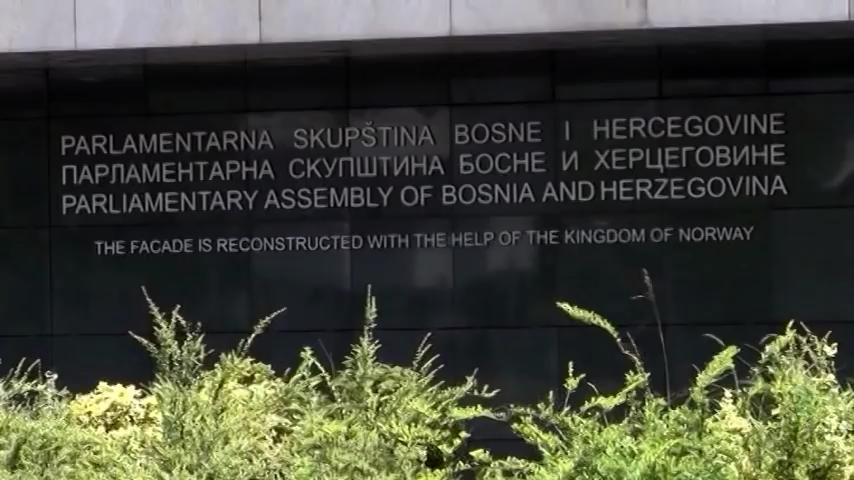 PARLAMENTARNA SKUPŠTINA BOSNE I HERCEGOVINE
ПАРЛАМЕНТАРНА СКУПШТИНА БОСНЕ И ХЕРЦЕГОВИНЕ
PARLIAMENTARY ASSEMBLY OF BOSNIA AND HERZEGOVINA
THE FACADE IS RECONSTRUCTED WITH THE HELP OF THE KINGDOM OF NORWAY